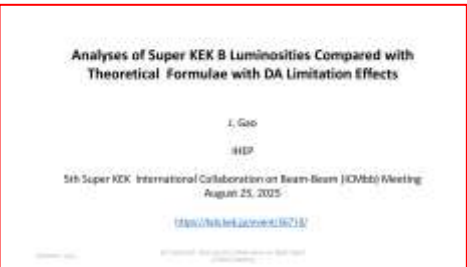 Analyses of Super KEK B Luminosities Compared with
Theoretical Formulae with DA Limitation Effects
J. Gao
IHEP
5th Super KEK International Collaboration on Beam-Beam (ICMbb) Meeting
August 25, 2025